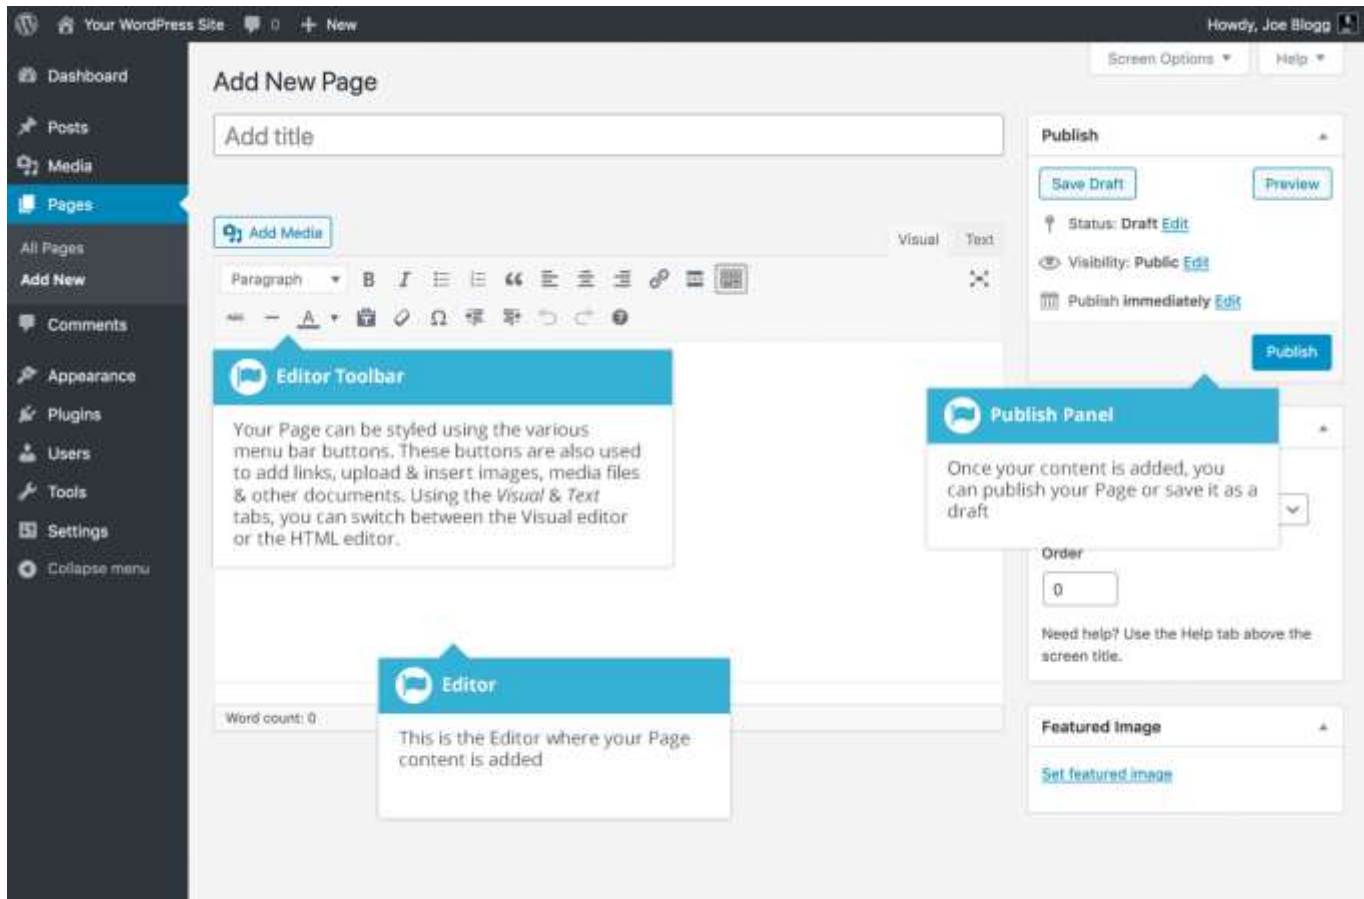 Your WordPress Site 0 + New
Howdy, Joe Blogg
Screen Options
Help
Dashboard
Posts
Media
Pages
All Pages
Add New
Comments
Appearance
Plugins
Users
Tools
Settings
Collapse menu
Add New Page
Add title
Add Media
Visual Text
Paragraph B I
A Ω
Editor Toolbar
Your Page can be styled using the various
menu bar buttons. These buttons are also used
to add links, upload & insert images, media files
& other documents. Using the Visual & Text
tabs, you can switch between the Visual editor
or the HTML editor.
Editor
This is the Editor where your Page
content is added
Word count: 0
Publish
Save Draft
Preview
Status: Draft Edit
Visibility: Public Edit
Publish immediately Edit
Publish
Publish Panel
Once your content is added, you
can publish your Page or save it as a
draft
Order
0
Need help? Use the Help tab above the
screen title.
Featured Image
Set featured image